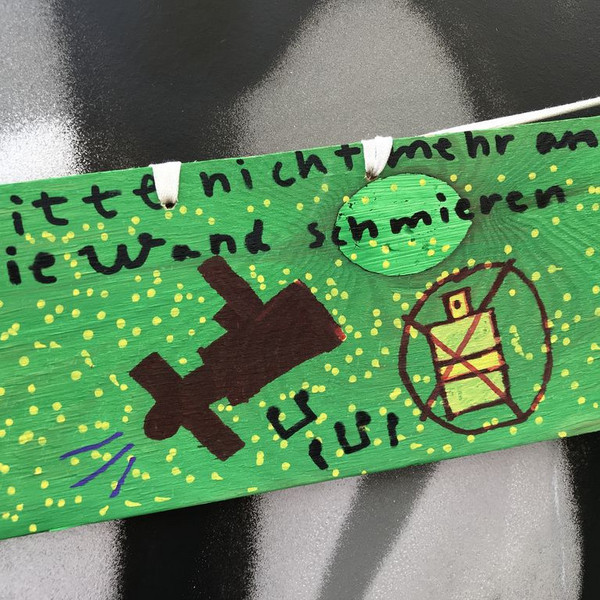 itte nicht mehr an
ie Wand schmieren